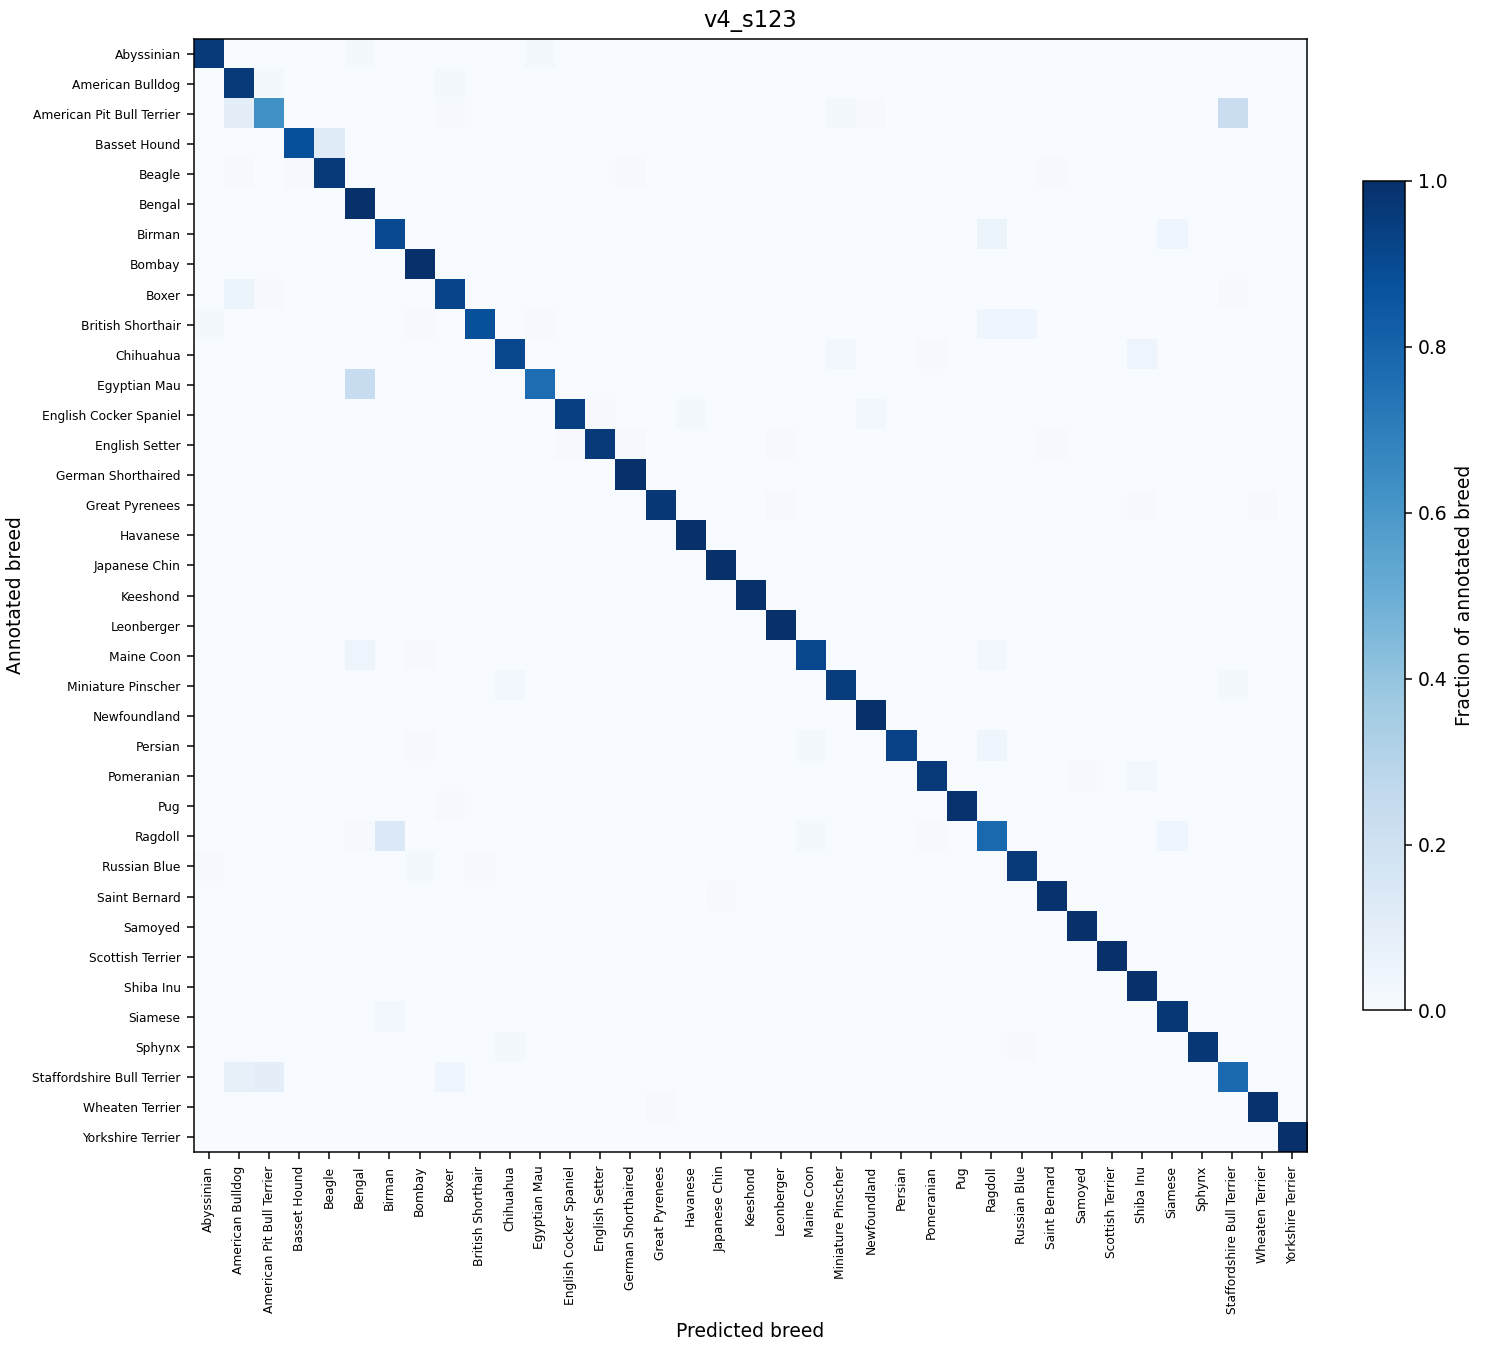 v4_s123
Abyssinian
American Bulldog
American Pit Bull Terrier
Basset Hound
Beagle
Bengal
Birman
Bombay
Boxer
British Shorthair
Chihuahua
Egyptian Mau
English Cocker Spaniel
English Setter
German Shorthaired
Great Pyrenees
Havanese
Japanese Chin
Keeshond
Leonberger
Maine Coon
Miniature Pinscher
Newfoundland
Persian
Pomeranian
Pug
Ragdoll
Russian Blue
Saint Bernard
Samoyed
Scottish Terrier
Shiba Inu
Siamese
Sphynx
Staffordshire Bull Terrier
Wheaten Terrier
Yorkshire Terrier
Annotated breed
Abyssinian
American Bulldog
American Pit Bull Terrier
Basset Hound
Beagle
Bengal
Birman
Bombay
Boxer
British Shorthair
Chihuahua
Egyptian Mau
English Cocker Spaniel
English Setter
German Shorthaired
Great Pyrenees
Havanese
Japanese Chin
Keeshond
Leonberger
Maine Coon
Miniature Pinscher
Newfoundland
Persian
Pomeranian
Pug
Ragdoll
Russian Blue
Saint Bernard
Samoyed
Scottish Terrier
Shiba Inu
Siamese
Sphynx
Staffordshire Bull Terrier
Wheaten Terrier
Yorkshire Terrier
Predicted breed
1.0
0.8
0.6
0.4
0.2
0.0
Fraction of annotated breed